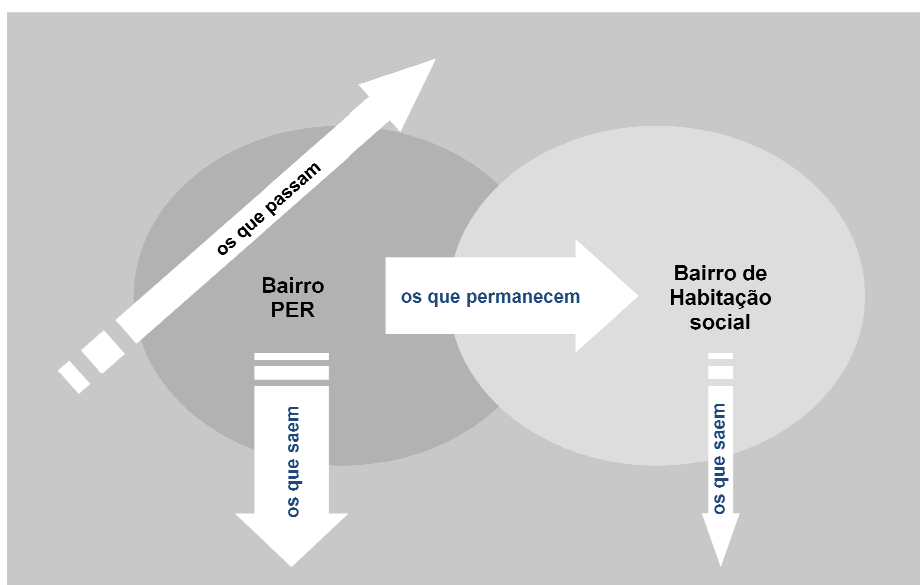 os que passam
Bairro
PER
os que permanecem
Bairro de
Habitação
social
os que saem
os que saem